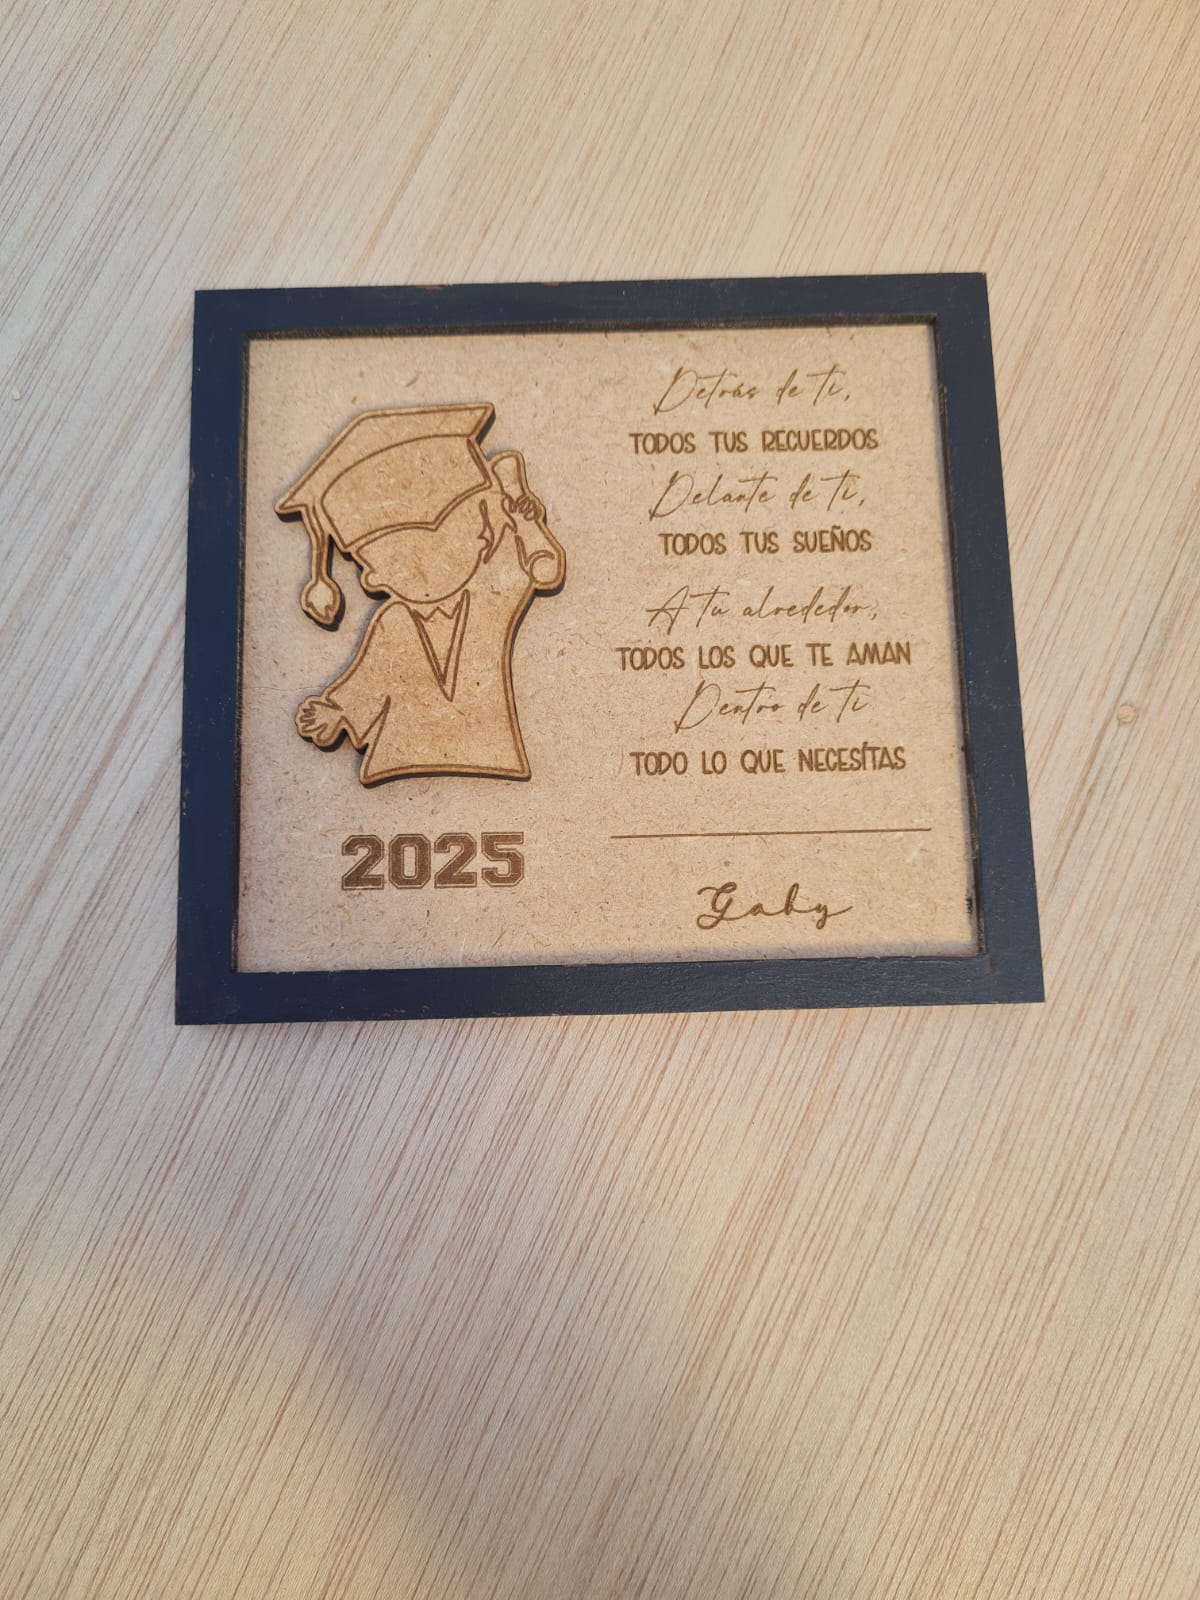 Detrás de ti,
TODOS TUS RECUERDOS
Delante de ti,
TODOS TUS SUEÑOS
A tu alrededor,
TODOS LOS QUE TE AMAN
Dentro de ti
TODO LO QUE NECESÍTAS
2025
Gaby